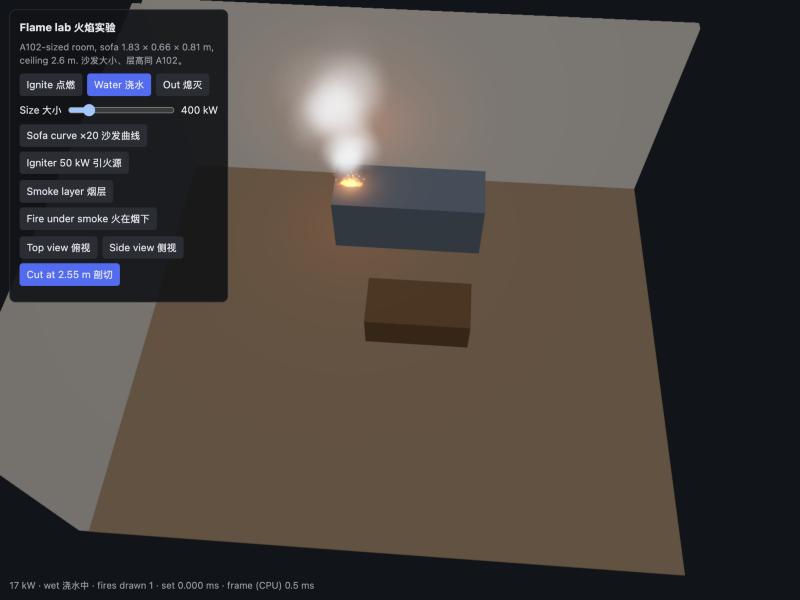 Flame lab 火焰实验
A102-sized room, sofa 1.83 × 0.66 × 0.81 m,
ceiling 2.6 m. 沙发大小、层高同 A102。
Ignite 点燃 Water 浇水 Out 熄灭
Size 大小 400 kW
Sofa curve ×20 沙发曲线
Igniter 50 kW 引火源
Smoke layer 烟层
Fire under smoke 火在烟下
Top view 俯视 Side view 侧视
Cut at 2.55 m 剖切
17 kW · wet 浇水中 · fires drawn 1 · set 0.000 ms · frame (CPU) 0.5 ms